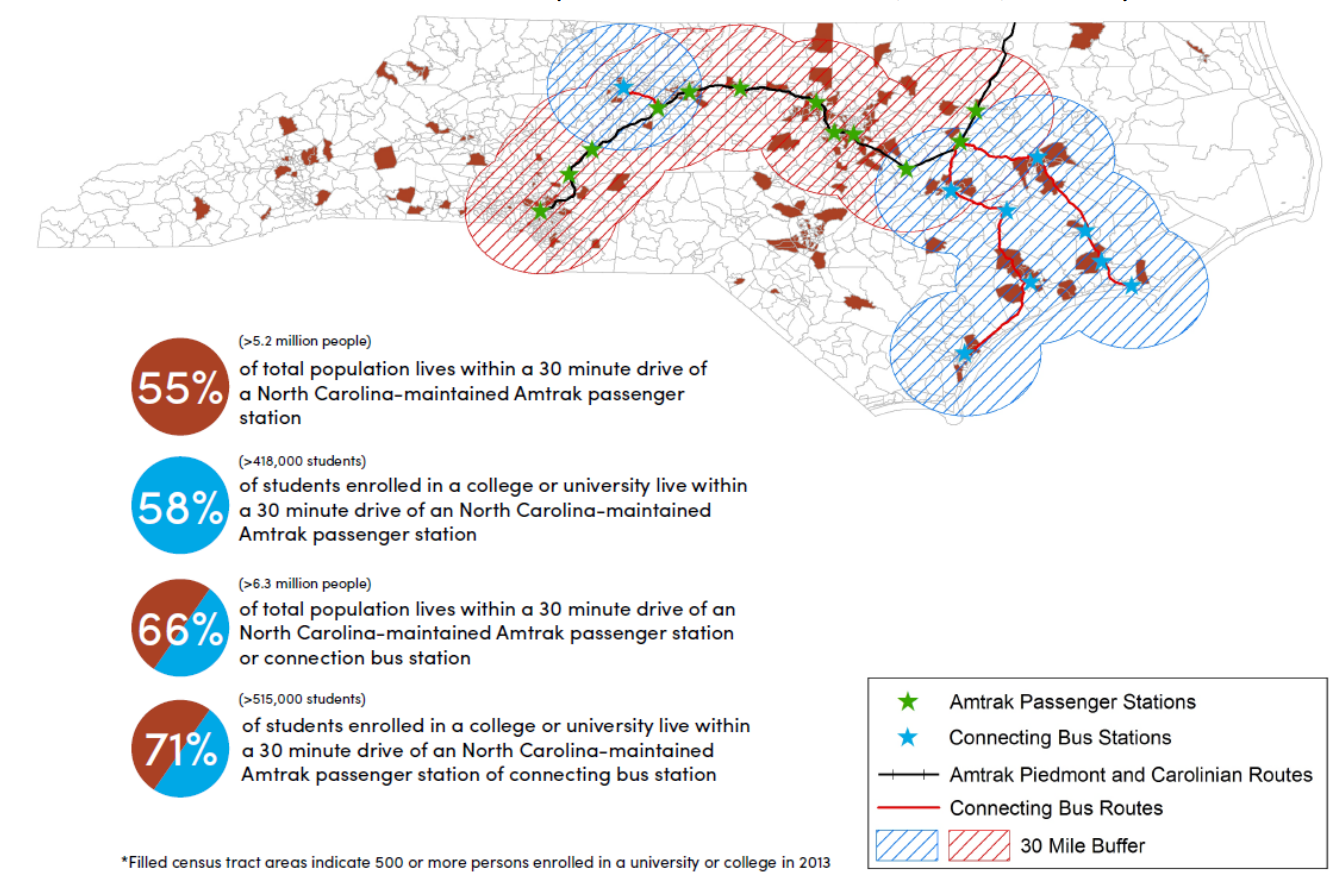 (>5.2 million people)
55%
of total population lives within a 30 minute drive of
a North Carolina-maintained Amtrak passenger
station
(>418,000 students)
58%
of students enrolled in a college or university live within
a 30 minute drive of an North Carolina-maintained
Amtrak passenger station
(>6.3 million people)
66%
of total population lives within a 30 minute drive of an
North Carolina-maintained Amtrak passenger station
or connection bus station
(>515,000 students)
71%
of students enrolled in a college or university live within
a 30 minute drive of an North Carolina-maintained
Amtrak passenger station of connecting bus station
Amtrak Passenger Stations
Connecting Bus Stations
Amtrak Piedmont and Carolinian Routes
Connecting Bus Routes
30 Mile Buffer
*Filled census tract areas indicate 500 or more persons enrolled in a university or college in 2013